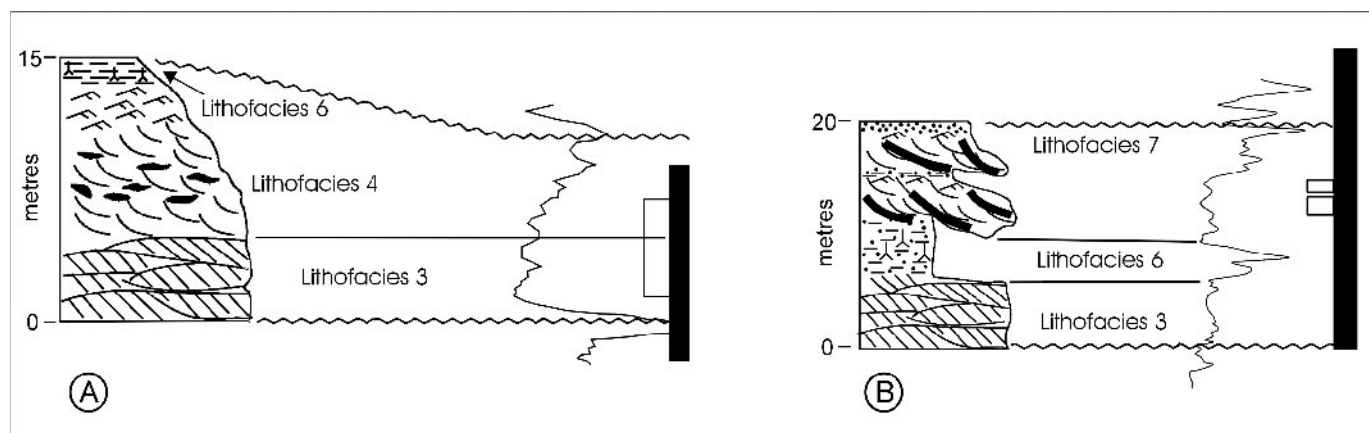 15
Lithofacies 6
Lithofacies 4
metres
Lithofacies 3
0
A
20
Lithofacies 7
metres
Lithofacies 6
Lithofacies 3
0
B